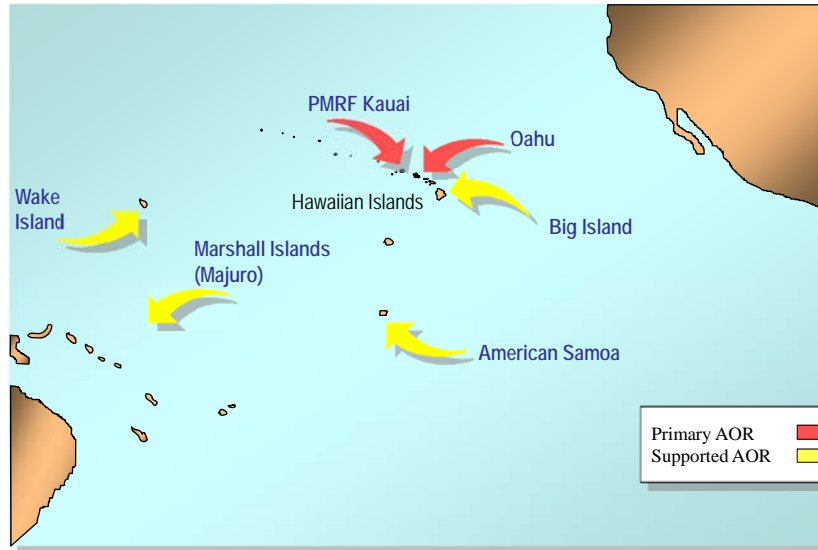 PMRF Kauai
Oahu
Wake
Island
Hawaiian Islands
Big Island
Marshall Islands
(Majuro)
American Samoa
Primary AOR
Supported AOR